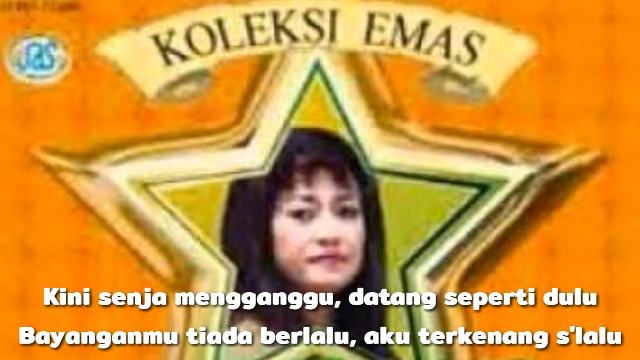 KOLEKSI EMAS
Kini senja mengganggu, datang seperti dulu
Bayanganmu tiada berlalu, aku terkenang s'lalu